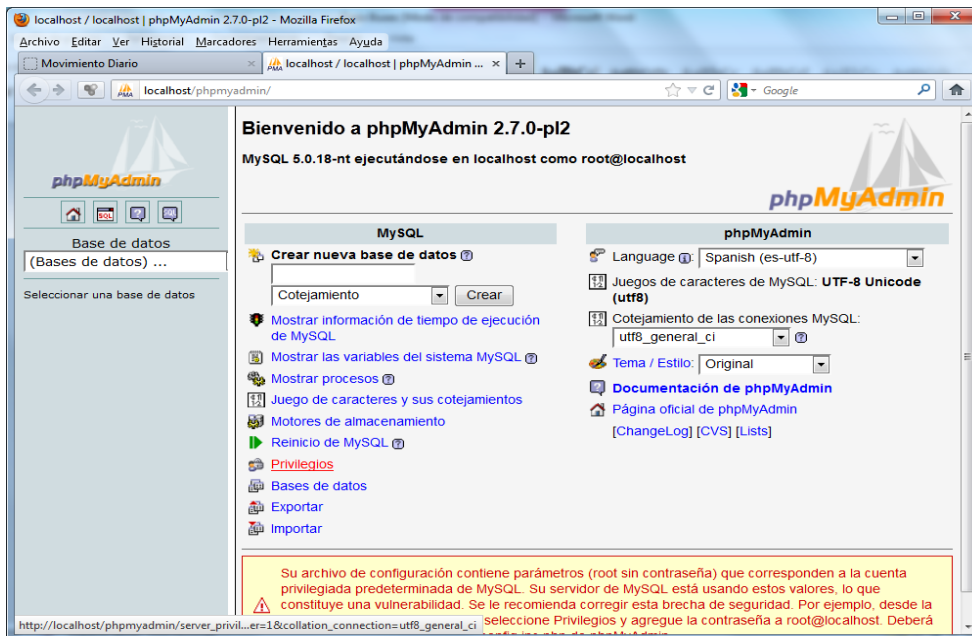 localhost / localhost | phpMyAdmin 2.7.0-pl2 - Mozilla Firefox
Archivo Editar Ver Historial Marcadores Herramientas Ayuda
Movimiento Diario
PMA localhost / localhost | phpMyAdmin ...
PMA localhost/phpmyadmin/
Google
phpMyAdmin
SQL
Base de datos
(Bases de datos) ...
Seleccionar una base de datos
Bienvenido a phpMyAdmin 2.7.0-pl2
MySQL 5.0.18-nt ejecutándose en localhost como root@localhost
phpMyAdmin
MySQL
Crear nueva base de datos
Cotejamiento Crear
Mostrar información de tiempo de ejecución
de MySQL
Mostrar las variables del sistema MySQL
Mostrar procesos
Juego de caracteres y sus cotejamientos
Motores de almacenamiento
Reinicio de MySQL
Privilegios
Bases de datos
Exportar
Importar
phpMyAdmin
Language : Spanish (es-utf-8)
Juegos de caracteres de MySQL: UTF-8 Unicode
(utf8)
Cotejamiento de las conexiones MySQL:
utf8_general_ci
Tema / Estilo: Original
Documentación de phpMyAdmin
Página oficial de phpMyAdmin
[ChangeLog] [CVS] [Lists]
Su archivo de configuración contiene parámetros (root sin contraseña) que corresponden a la cuenta
privilegiada predeterminada de MySQL. Su servidor de MySQL está usando estos valores, lo que
constituye una vulnerabilidad. Se le recomienda corregir esta brecha de seguridad. Por ejemplo, desde la
seleccione Privilegios y agregue la contraseña a root@localhost. Deberá
http://localhost/phpmyadmin/server_privil...er=1&collation_connection=utf8_general_ci